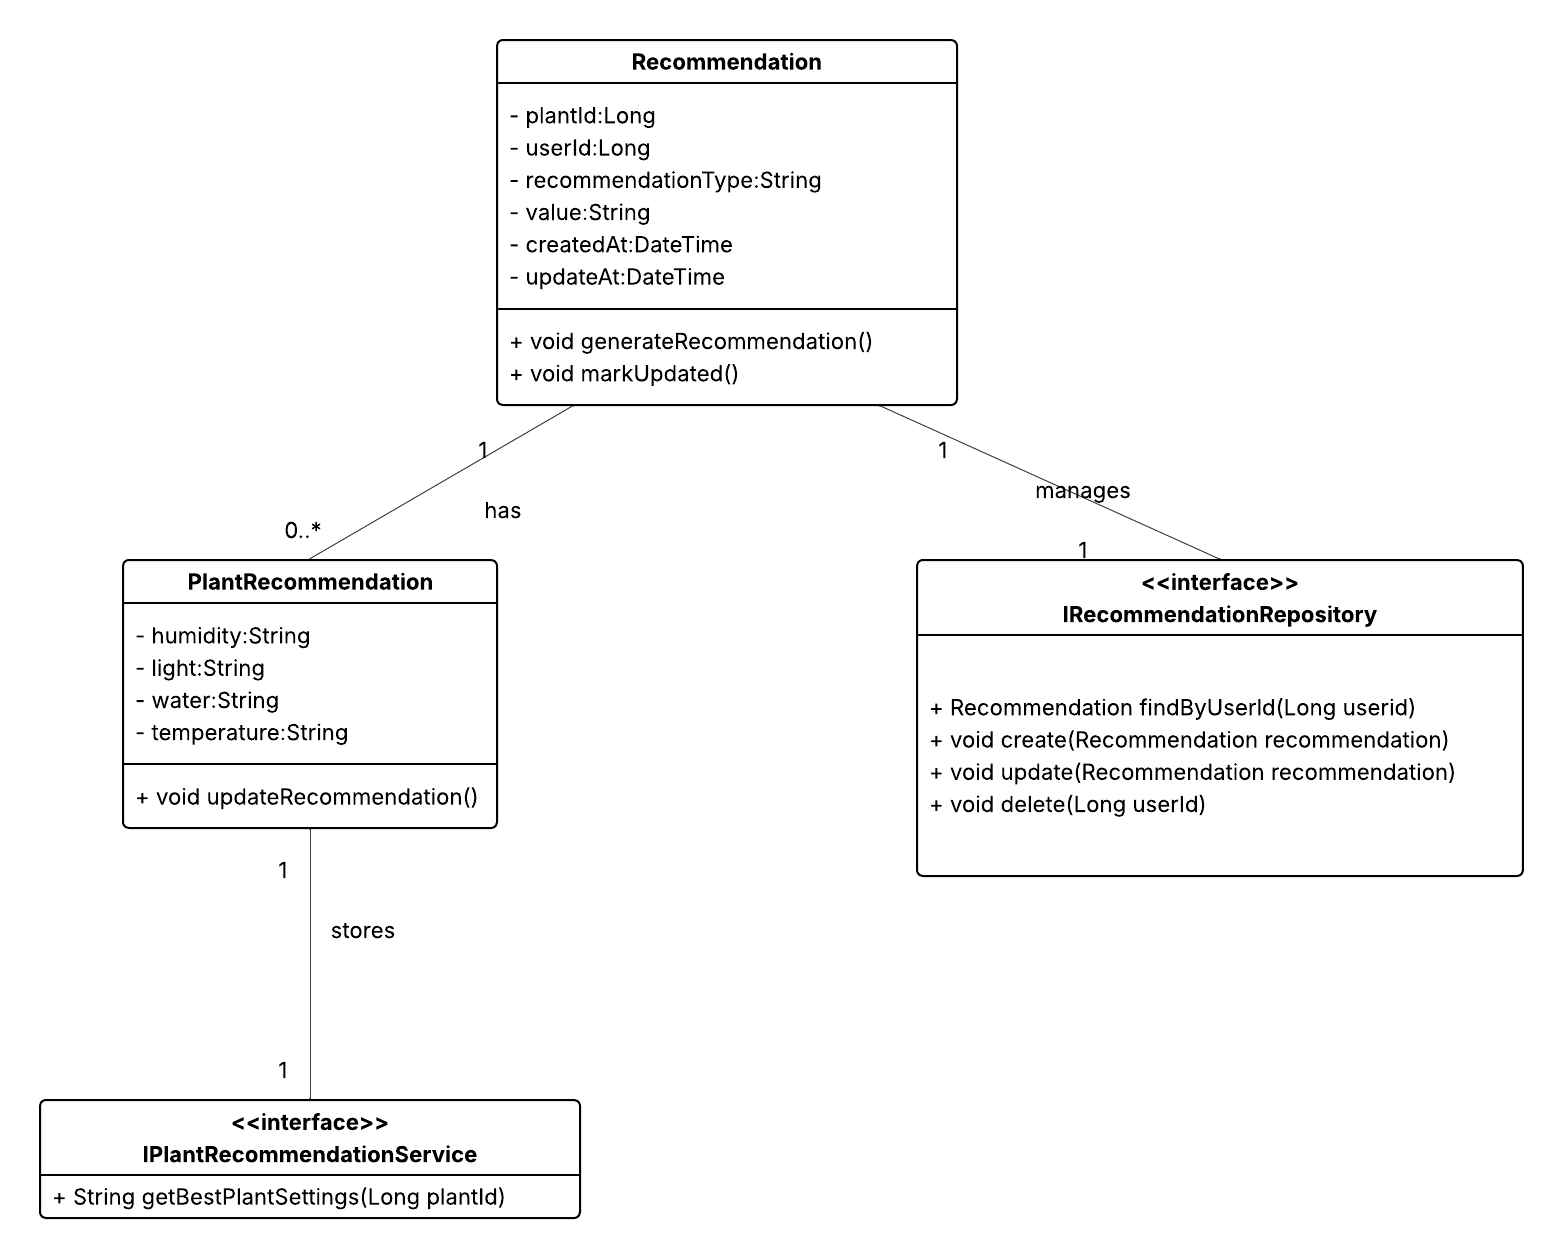 Recommendation
- plantId:Long
- userId:Long
- recommendationType:String
- value:String
- createdAt:DateTime
- updateAt:DateTime
+ void generateRecommendation()
+ void markUpdated()
1
has
0..*
1
manages
1
PlantRecommendation
- humidity:String
- light:String
- water:String
- temperature:String
+ void updateRecommendation()
<<interface>>
IRecommendationRepository
+ Recommendation findByUserId(Long userid)
+ void create(Recommendation recommendation)
+ void update(Recommendation recommendation)
+ void delete(Long userId)
1
stores
1
<<interface>>
IPlantRecommendationService
+ String getBestPlantSettings(Long plantId)